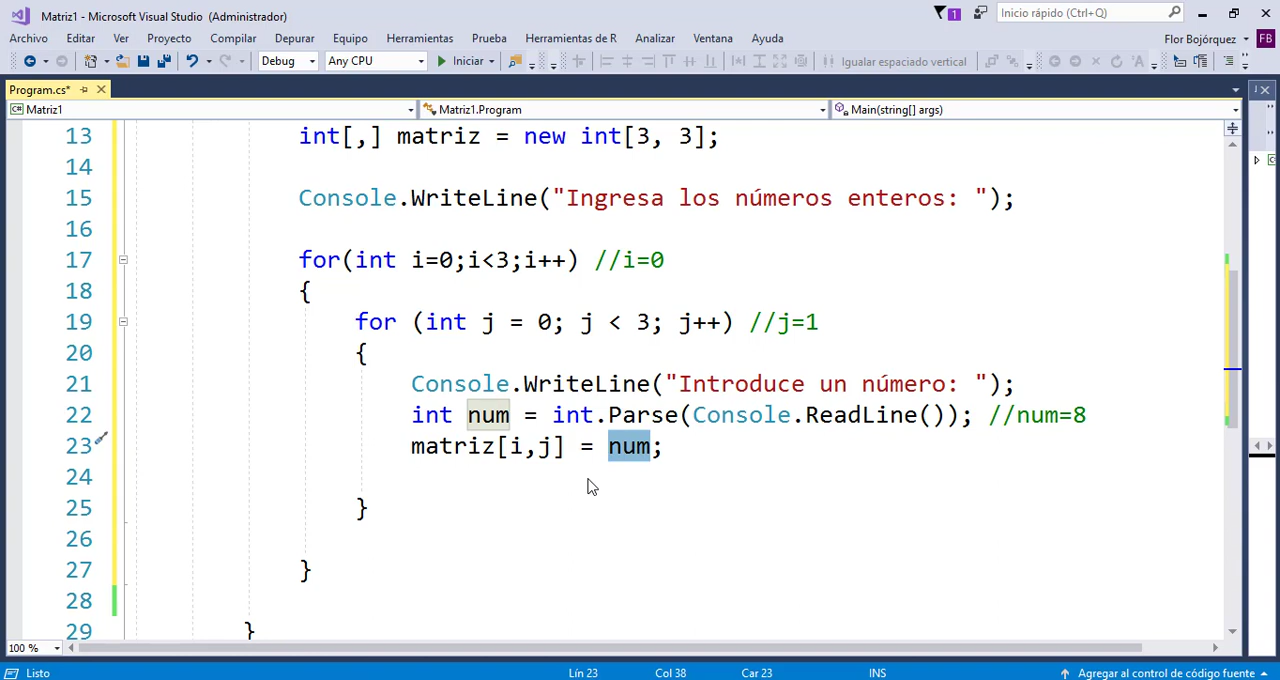 Matriz1 - Microsoft Visual Studio (Administrador)
1
Inicio rápido (Ctrl+Q)
Archivo Editar Ver Proyecto Compilar Depurar Equipo Herramientas Prueba Herramientas de R Analizar Ventana Ayuda
Flor Bojórquez FB
Debug Any CPU Iniciar Igualar espaciado vertical
Program.cs*
C# Matriz1 Matriz1.Program Main(string[] args)
13 int[,] matriz = new int[3, 3];
14
15 Console.WriteLine("Ingresa los números enteros: ");
16
17 for(int i=0;i<3;i++) //i=0
18 {
19 for (int j = 0; j < 3; j++) //j=1
20 {
21 Console.WriteLine("Introduce un número: ");
22 int num = int.Parse(Console.ReadLine()); //num=8
23 matriz[i,j] = num;
24
25 }
26
27 }
28
29 }
100 %
Listo Lín 23 Col 38 Car 23 INS Agregar al control de código fuente